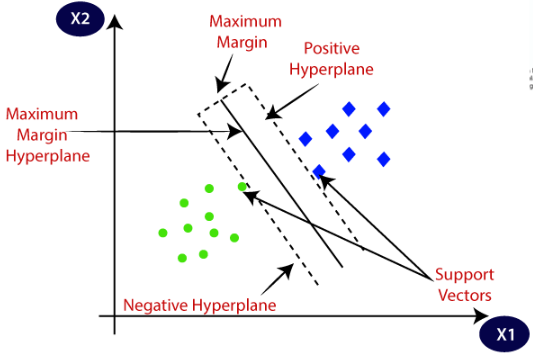 X2
Maximum
Margin
Positive
Hyperplane
Maximum
Margin
Hyperplane
Support
Vectors
Negative Hyperplane
X1